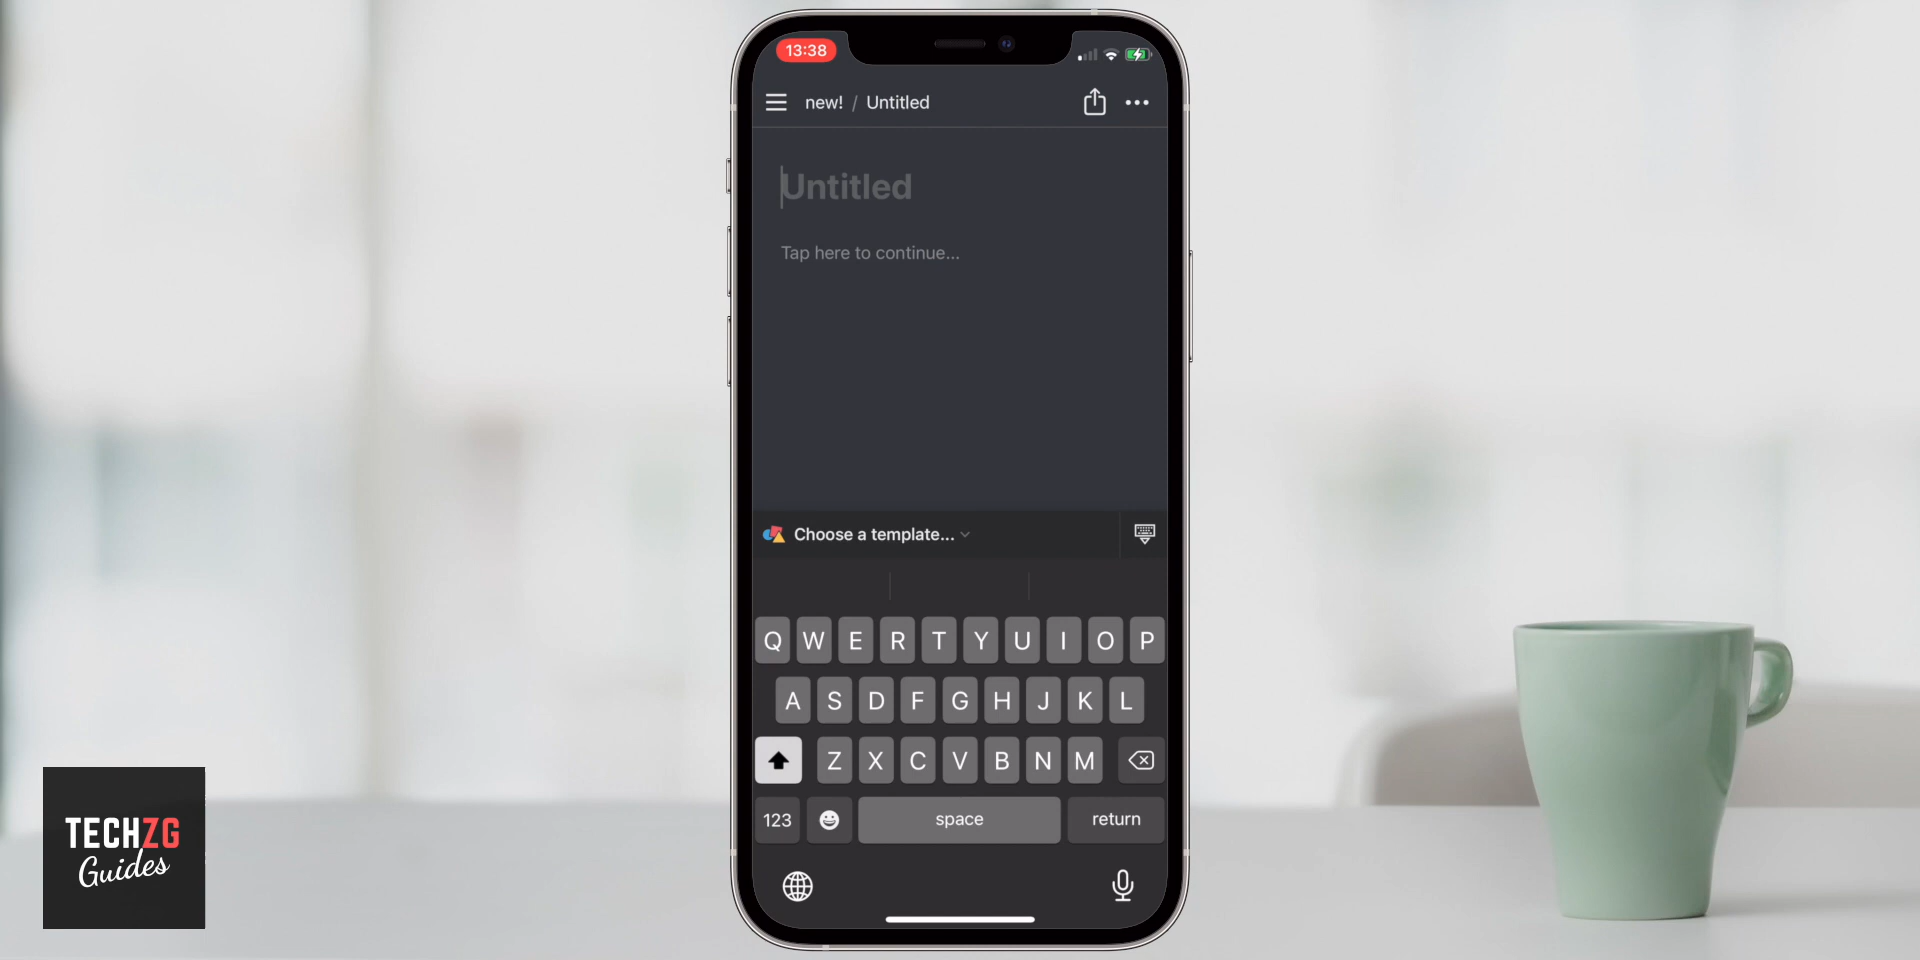 13:38
new! / Untitled
Untitled
Tap here to continue...
Choose a template...
Q W E R T Y U I O P
A S D F G H J K L
Z X C V B N M
123 space return
TECHZG
Guides